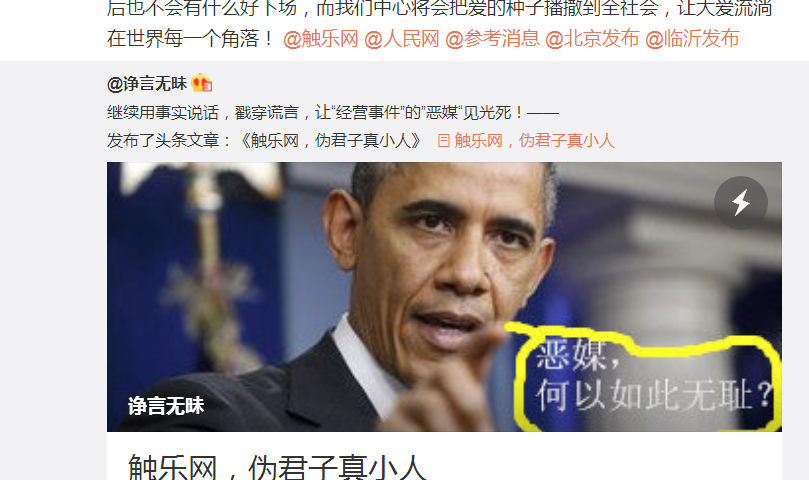 后也不会有什么好下场，而我们中心将会把爱的种子播撒到全社会，让大爱流淌
在世界每一个角落！ @触乐网 @人民网 @参考消息 @北京发布 @临沂发布
@诤言无昧
继续用事实说话，戳穿谎言，让“经营事件”的”恶媒“见光死！——
发布了头条文章：《触乐网，伪君子真小人》 触乐网，伪君子真小人
恶媒，
何以如此无耻？
诤言无昧
触乐网，伪君子真小人